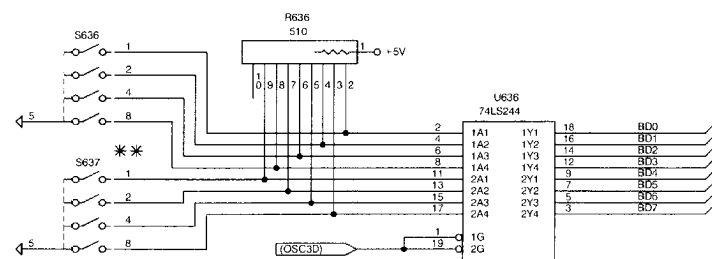 S636
1
2
4
8
5
R636
510
1
+5V
1
0 9 8 7 6 5 4 3 2
**
S637
1
2
4
8
5
U636
74LS244
2 1A1 1Y1 18 BD0
4 1A2 1Y2 16 BD1
6 1A3 1Y3 14 BD2
8 1A4 1Y4 12 BD3
11 2A1 2Y1 9 BD4
13 2A2 2Y2 7 BD5
15 2A3 2Y3 5 BD6
17 2A4 2Y4 3 BD7
(OSC3D)
1 1G
19 2G